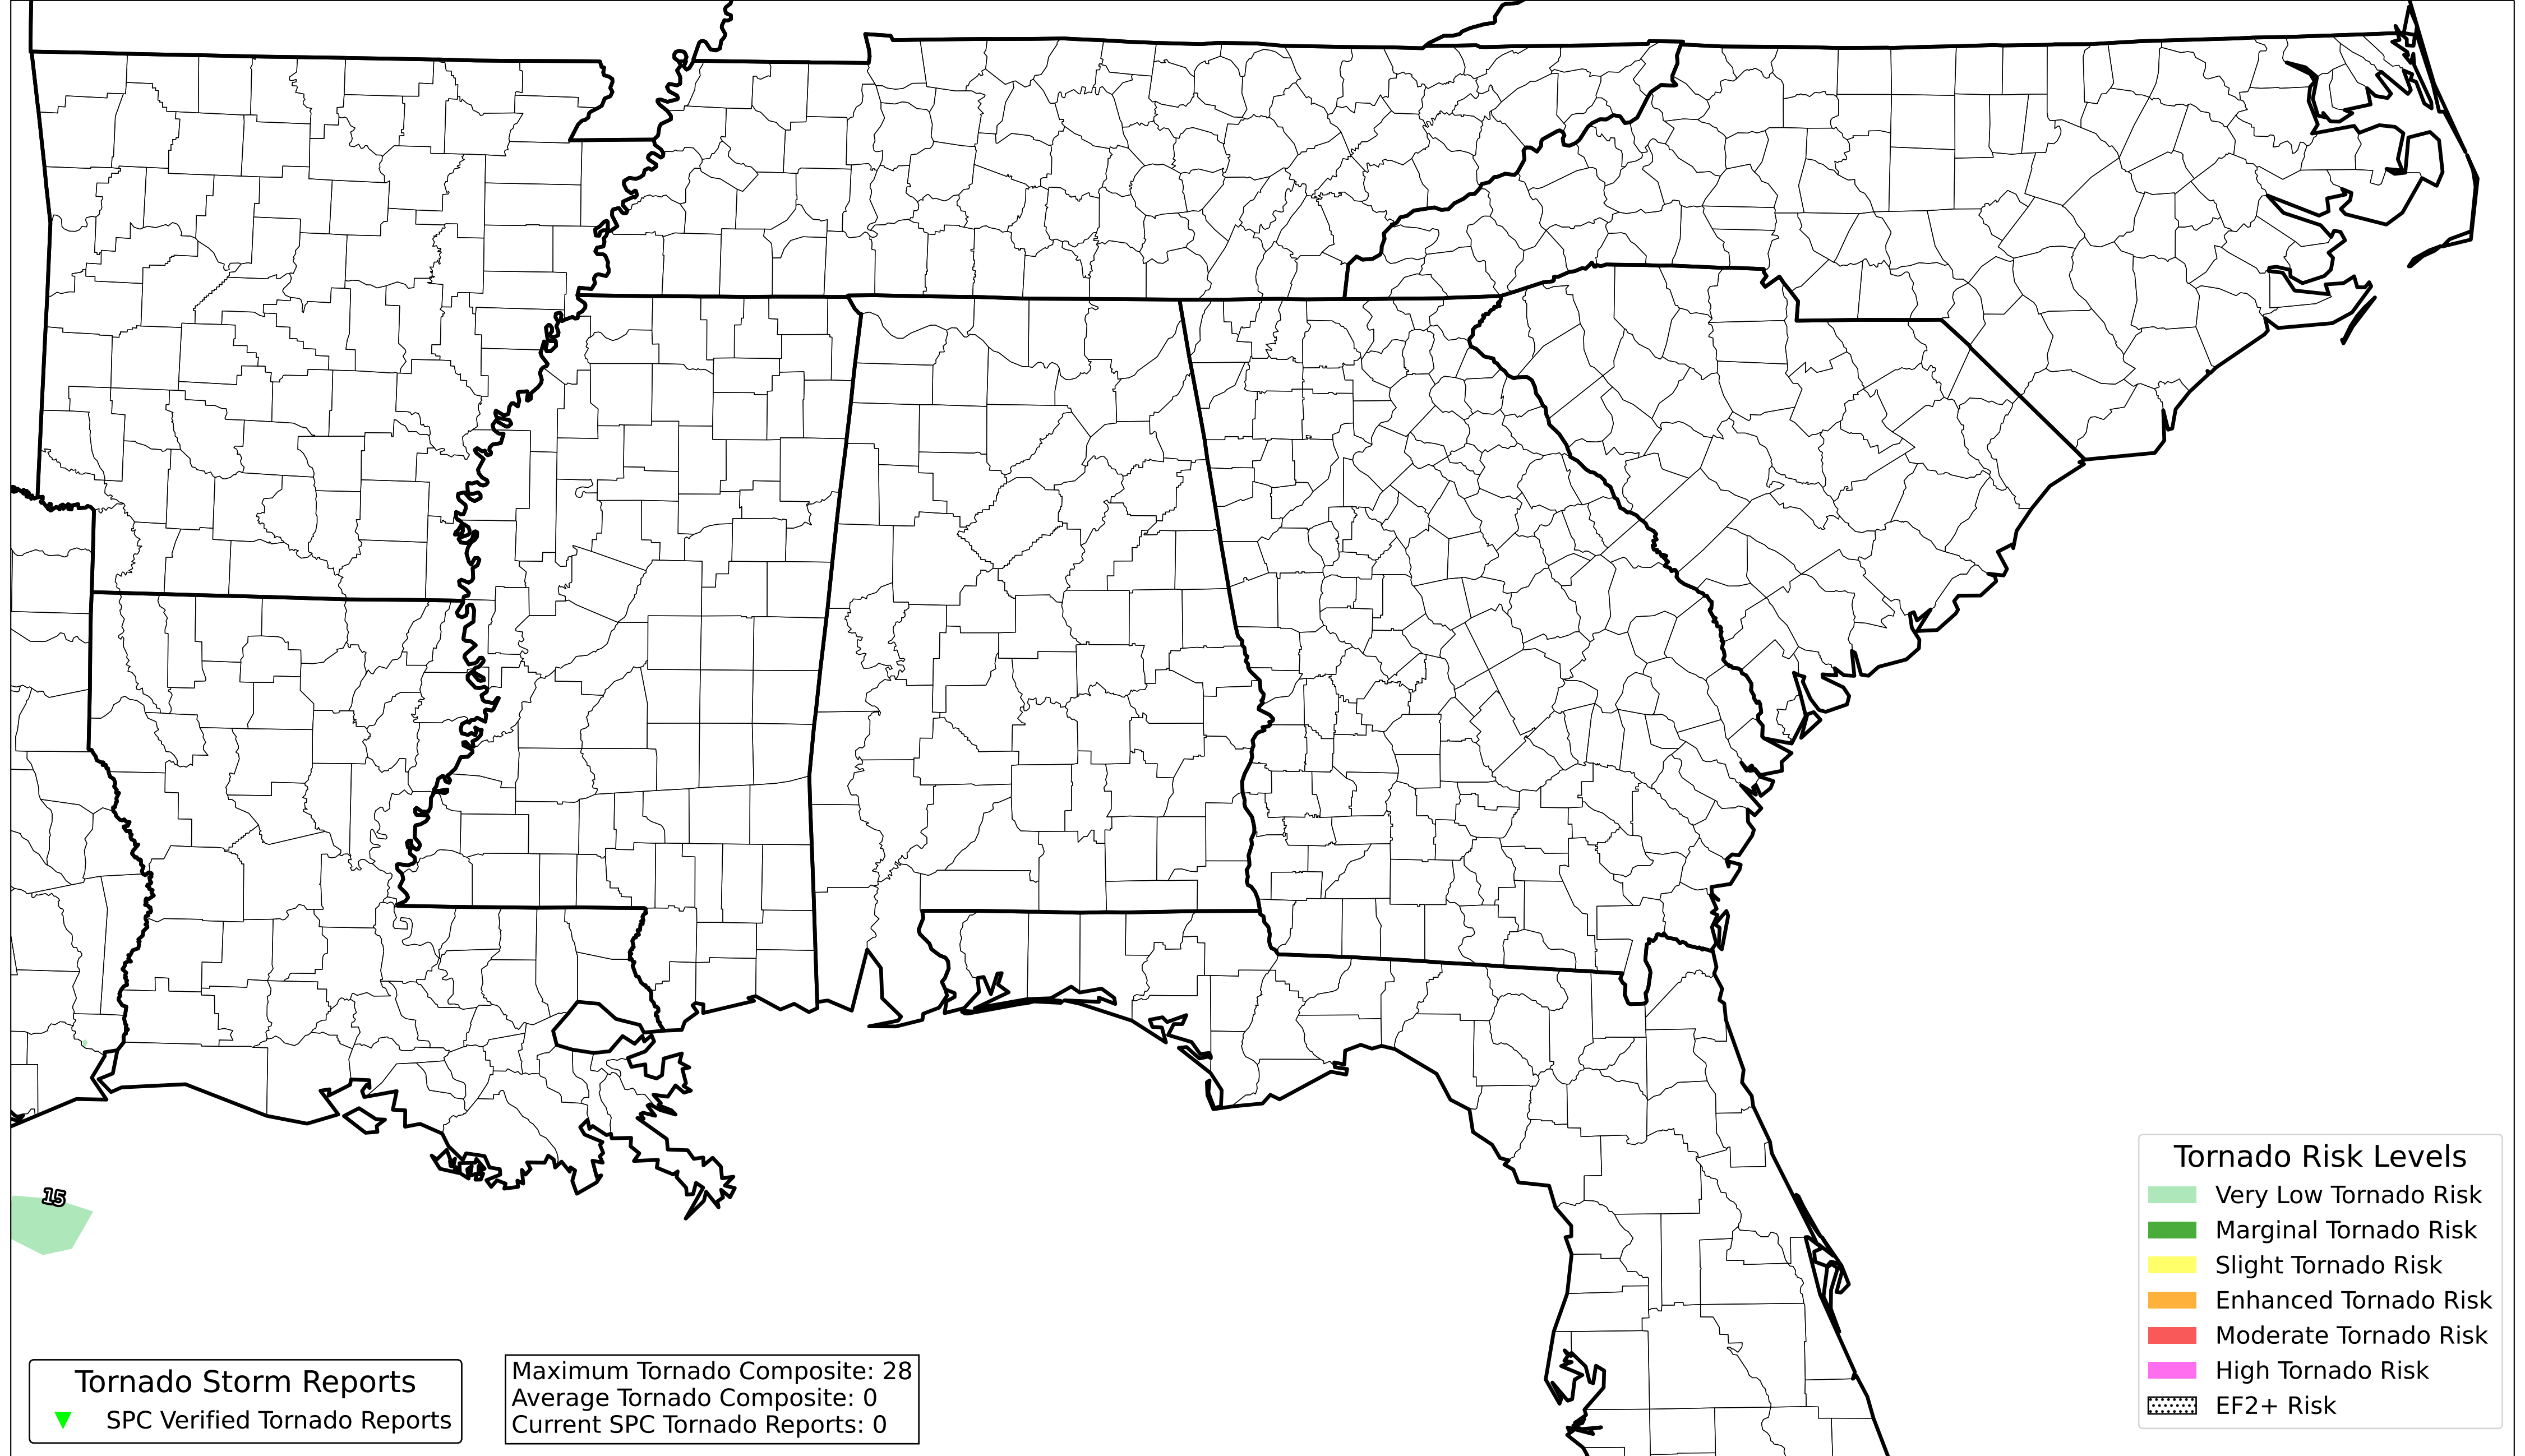 15
Tornado Storm Reports
SPC Verified Tornado Reports
Maximum Tornado Composite: 28
Average Tornado Composite: 0
Current SPC Tornado Reports: 0
Tornado Risk Levels
Very Low Tornado Risk
Marginal Tornado Risk
Slight Tornado Risk
Enhanced Tornado Risk
Moderate Tornado Risk
High Tornado Risk
EF2+ Risk